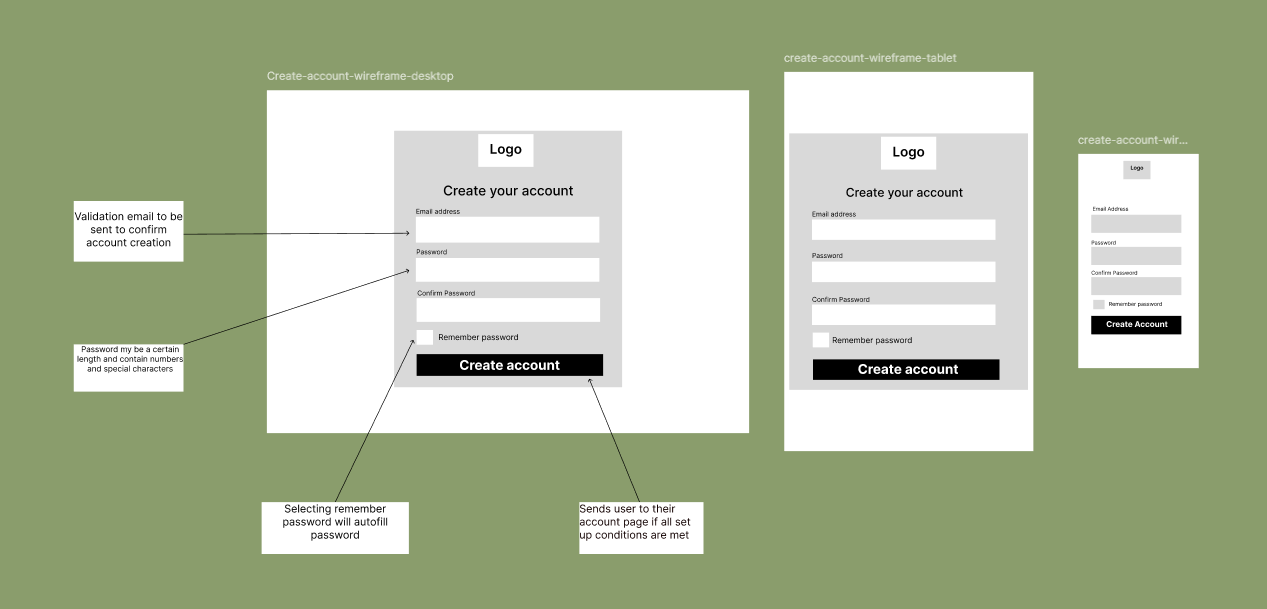 Create-account-wireframe-desktop
Logo
Create your account
Email address
Password
Confirm Password
Remember password
Create account
create-account-wireframe-tablet
Logo
Create your account
Email address
Password
Confirm Password
Remember password
Create account
create-account-wir...
Logo
Email Address
Password
Confirm Password
Remember password
Create Account
Validation email to be
sent to confirm
account creation
Password my be a certain
length and contain numbers
and special characters
Selecting remember
password will autofill
password
Sends user to their
account page if all set
up conditions are met